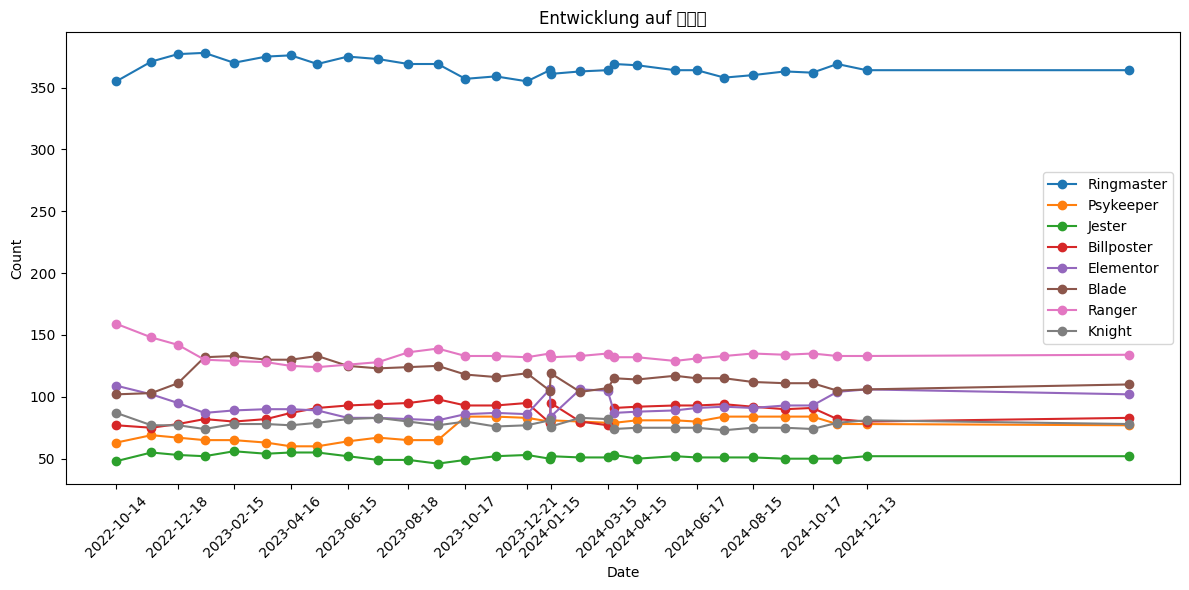 Entwicklung auf
350
300
250
200
150
100
50
Count
Ringmaster
Psykeeper
Jester
Billposter
Elementor
Blade
Ranger
Knight
2022-10-14
2022-12-18
2023-02-15
2023-04-16
2023-06-15
2023-08-18
2023-10-17
2023-12-21
2024-01-15
2024-03-15
2024-04-15
2024-06-17
2024-08-15
2024-10-17
2024-12-13
Date